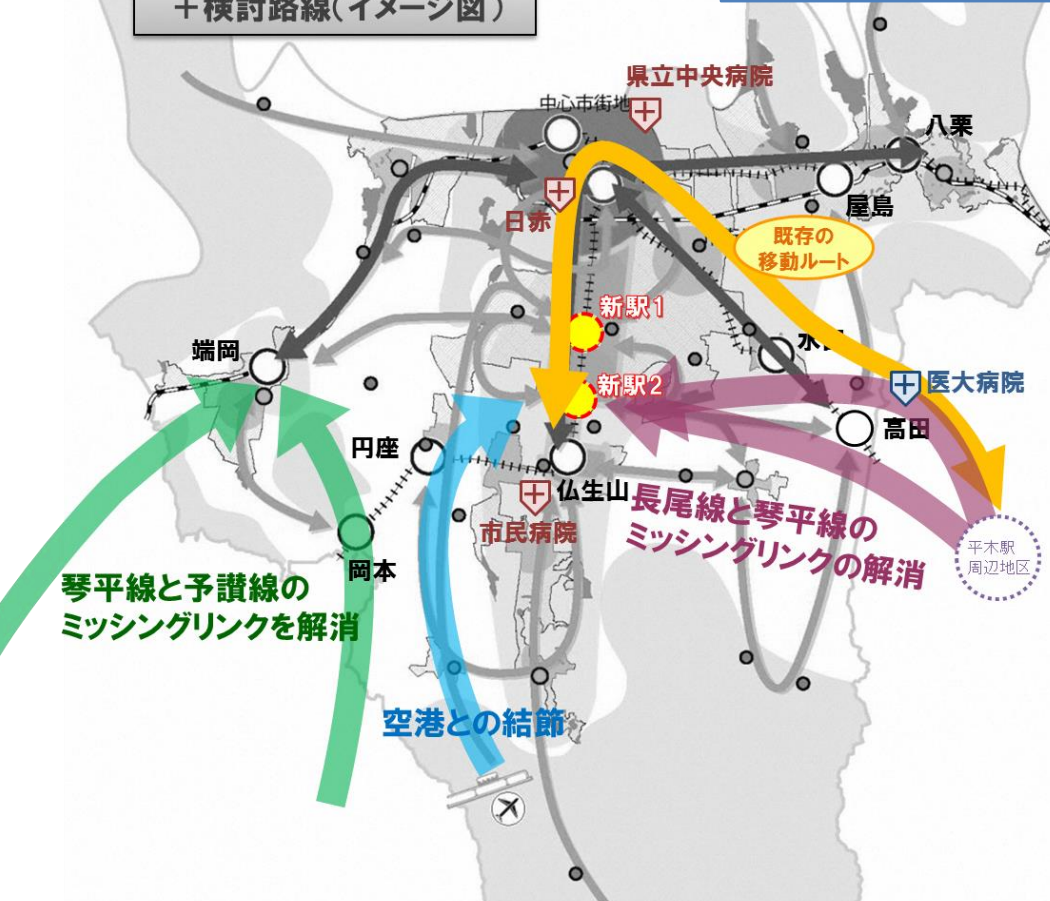 ＋検討路線(イメージ図)
県立中央病院
中心市街地
八栗
日赤
屋島
既存の
移動ルート
新駅1
端岡
新駅2
医大病院
円座
高田
仏生山
市民病院
長尾線と琴平線の
ミッシングリンクの解消
平木駅
周辺地区
岡本
琴平線と予讃線の
ミッシングリンクを解消
空港との結節